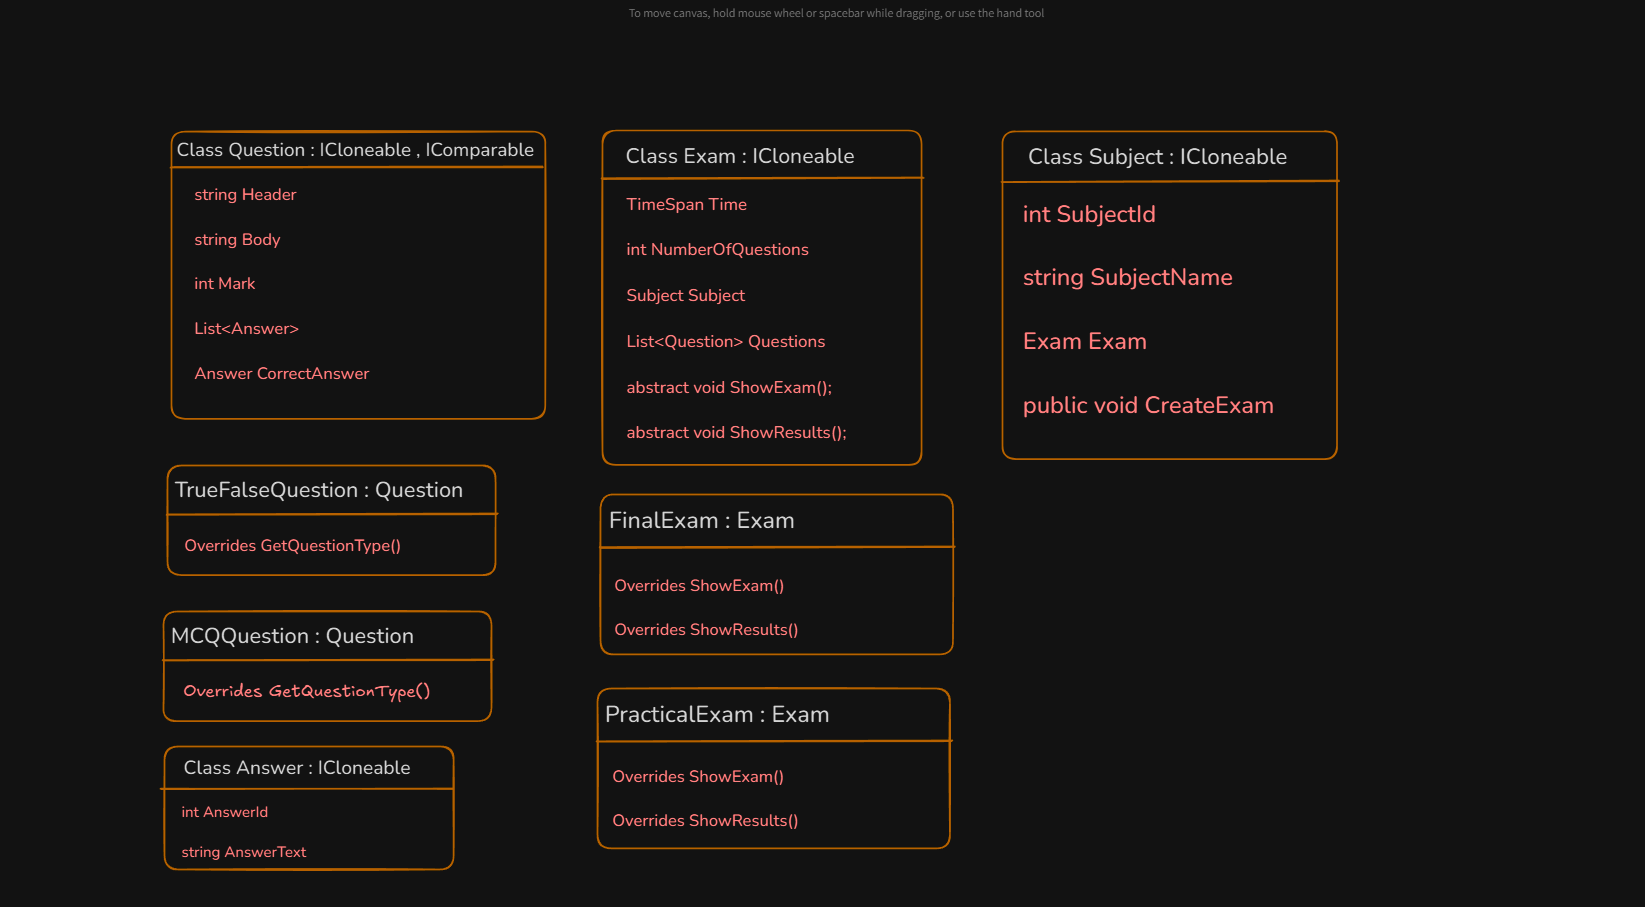 To move canvas, hold mouse wheel or spacebar while dragging, or use the hand tool
Class Question : ICloneable , IComparable
string Header
string Body
int Mark
List<Answer>
Answer CorrectAnswer
TrueFalseQuestion : Question
Overrides GetQuestionType()
MCQQuestion : Question
Overrides GetQuestionType()
Class Answer : ICloneable
int AnswerId
string AnswerText
Class Exam : ICloneable
TimeSpan Time
int NumberOfQuestions
Subject Subject
List<Question> Questions
abstract void ShowExam();
abstract void ShowResults();
FinalExam : Exam
Overrides ShowExam()
Overrides ShowResults()
PracticalExam : Exam
Overrides ShowExam()
Overrides ShowResults()
Class Subject : ICloneable
int SubjectId
string SubjectName
Exam Exam
public void CreateExam